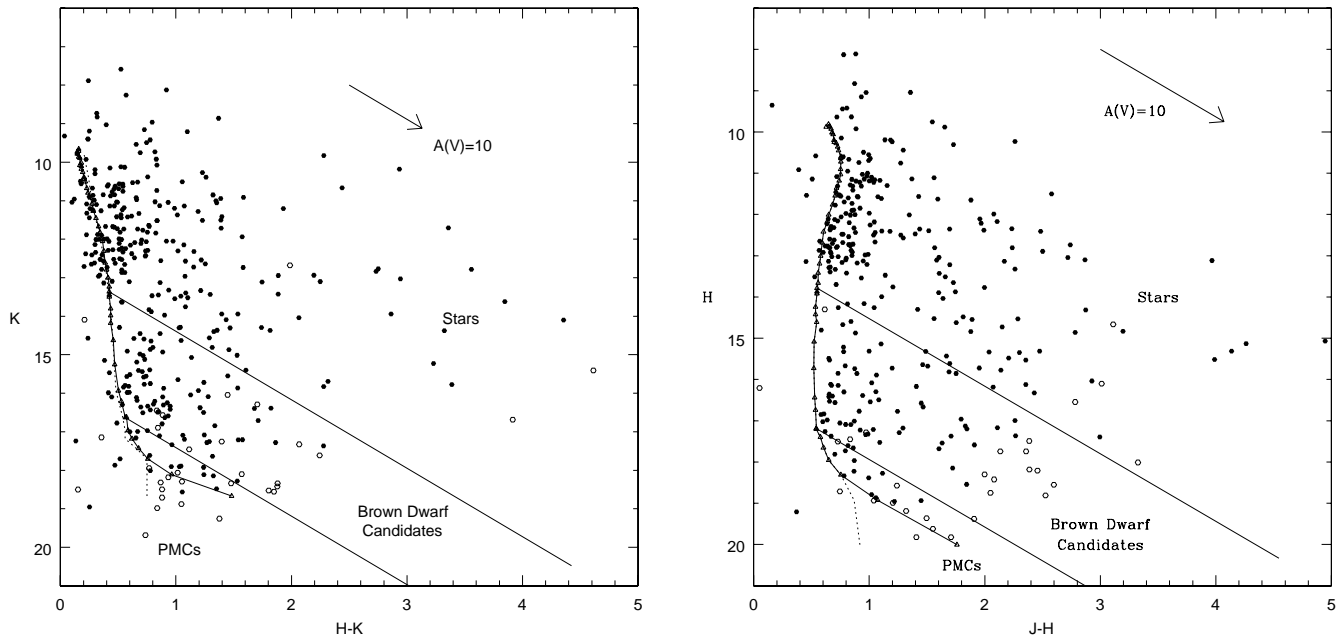 10
15
20
K
A(V)=10
Stars
Brown Dwarf
Candidates
PMCs
0
1
2
3
4
5
H-K
10
15
20
H
A(V)=10
Stars
Brown Dwarf
Candidates
PMCs
0
1
2
3
4
5
J-H